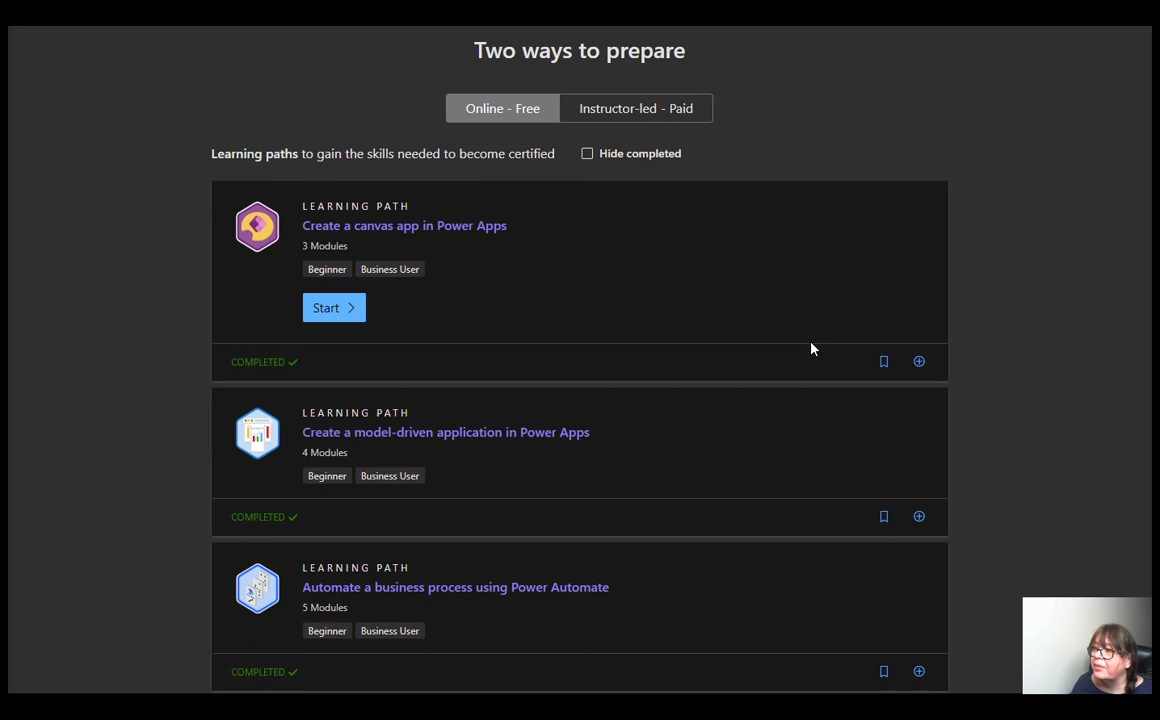 Two ways to prepare
Online - Free
Instructor-led - Paid
Learning paths to gain the skills needed to become certified
Hide completed
LEARNING PATH
Create a canvas app in Power Apps
3 Modules
Beginner
Business User
Start
COMPLETED
LEARNING PATH
Create a model-driven application in Power Apps
4 Modules
Beginner
Business User
COMPLETED
LEARNING PATH
Automate a business process using Power Automate
5 Modules
Beginner
Business User
COMPLETED